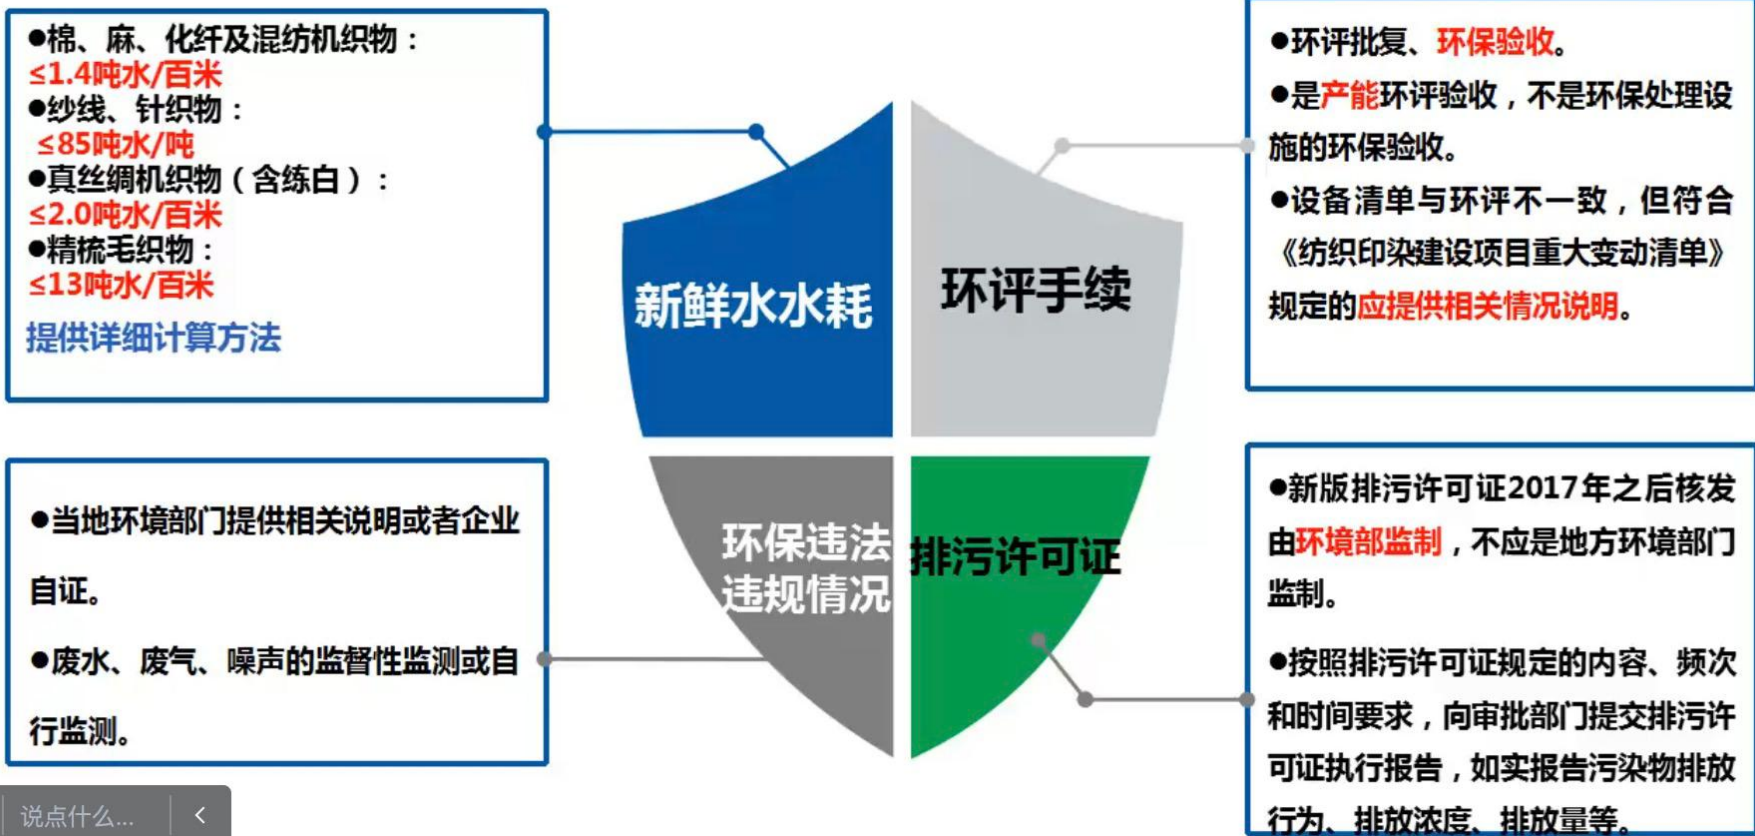 ●棉、麻、化纤及混纺机织物：
≤1.4吨水/百米
●纱线、针织物：
≤85吨水/吨
●真丝绸机织物（含练白）：
≤2.0吨水/百米
●精梳毛织物：
≤13吨水/百米
提供详细计算方法
●环评批复、环保验收。
●是产能环评验收，不是环保处理设
施的环保验收。
●设备清单与环评不一致，但符合
《纺织印染建设项目重大变动清单》
规定的应提供相关情况说明。
新鲜水水耗
环评手续
●当地环境部门提供相关说明或者企业
自证。
●废水、废气、噪声的监督性监测或自
行监测。
环保违法
违规情况
排污许可证
●新版排污许可证2017年之后核发
由环境部监制，不应是地方环境部门
监制。
●按照排污许可证规定的内容、频次
和时间要求，向审批部门提交排污许
可证执行报告，如实报告污染物排放
行为、排放浓度、排放量等。
说点什么...